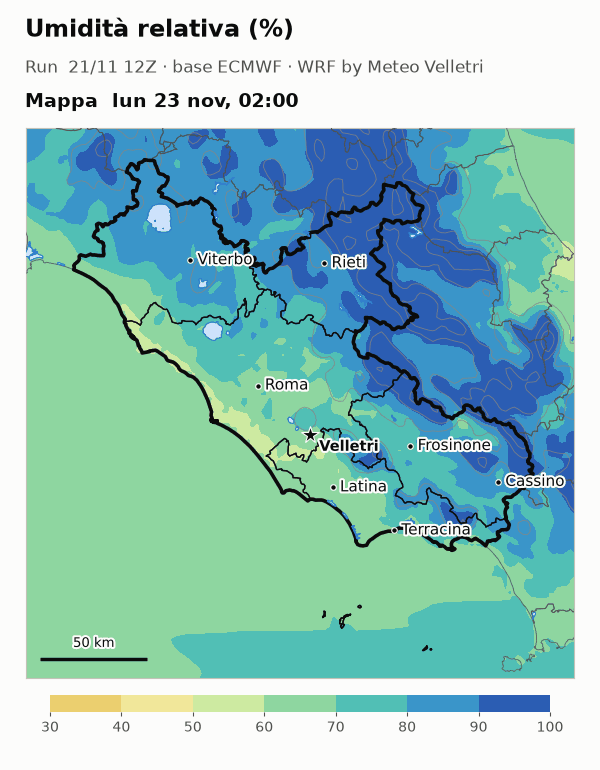 Umidità relativa (%)
Run  21/11 12Z · base ECMWF · WRF by Meteo Velletri
Mappa  lun 23 nov, 02:00
Viterbo
Rieti
Roma
Velletri
Frosinone
Latina
Cassino
Terracina
50 km
30 40 50 60 70 80 90 100